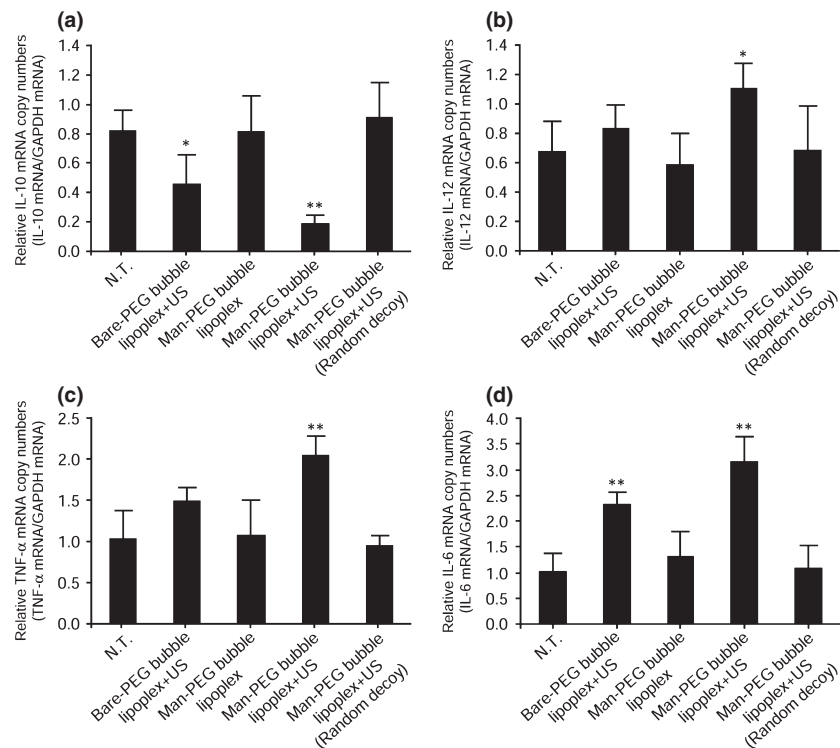 (a)
Relative IL-10 mRNA copy numbers
(IL-10 mRNA/GAPDH mRNA)
1.4
1.2
1.0
0.8
0.6
0.4
0.2
0.0
*
**
N.T.
Bare-PEG bubble
lipoplex+US
Man-PEG bubble
lipoplex
Man-PEG bubble
lipoplex+US
Man-PEG bubble
lipoplex+US
(Random decoy)
(b)
Relative IL-12 mRNA copy numbers
(IL-12 mRNA/GAPDH mRNA)
1.4
1.2
1.0
0.8
0.6
0.4
0.2
0.0
*
N.T.
Bare-PEG bubble
lipoplex+US
Man-PEG bubble
lipoplex
Man-PEG bubble
lipoplex+US
Man-PEG bubble
lipoplex+US
(Random decoy)
(c)
Relative TNF-α mRNA copy numbers
(TNF-α mRNA/GAPDH mRNA)
2.5
2.0
1.5
1.0
0.5
0.0
**
N.T.
Bare-PEG bubble
lipoplex+US
Man-PEG bubble
lipoplex
Man-PEG bubble
lipoplex+US
Man-PEG bubble
lipoplex+US
(Random decoy)
(d)
Relative IL-6 mRNA copy numbers
(IL-6 mRNA/GAPDH mRNA)
4.0
3.5
3.0
2.5
2.0
1.5
1.0
0.5
0.0
**
**
N.T.
Bare-PEG bubble
lipoplex+US
Man-PEG bubble
lipoplex
Man-PEG bubble
lipoplex+US
Man-PEG bubble
lipoplex+US
(Random decoy)